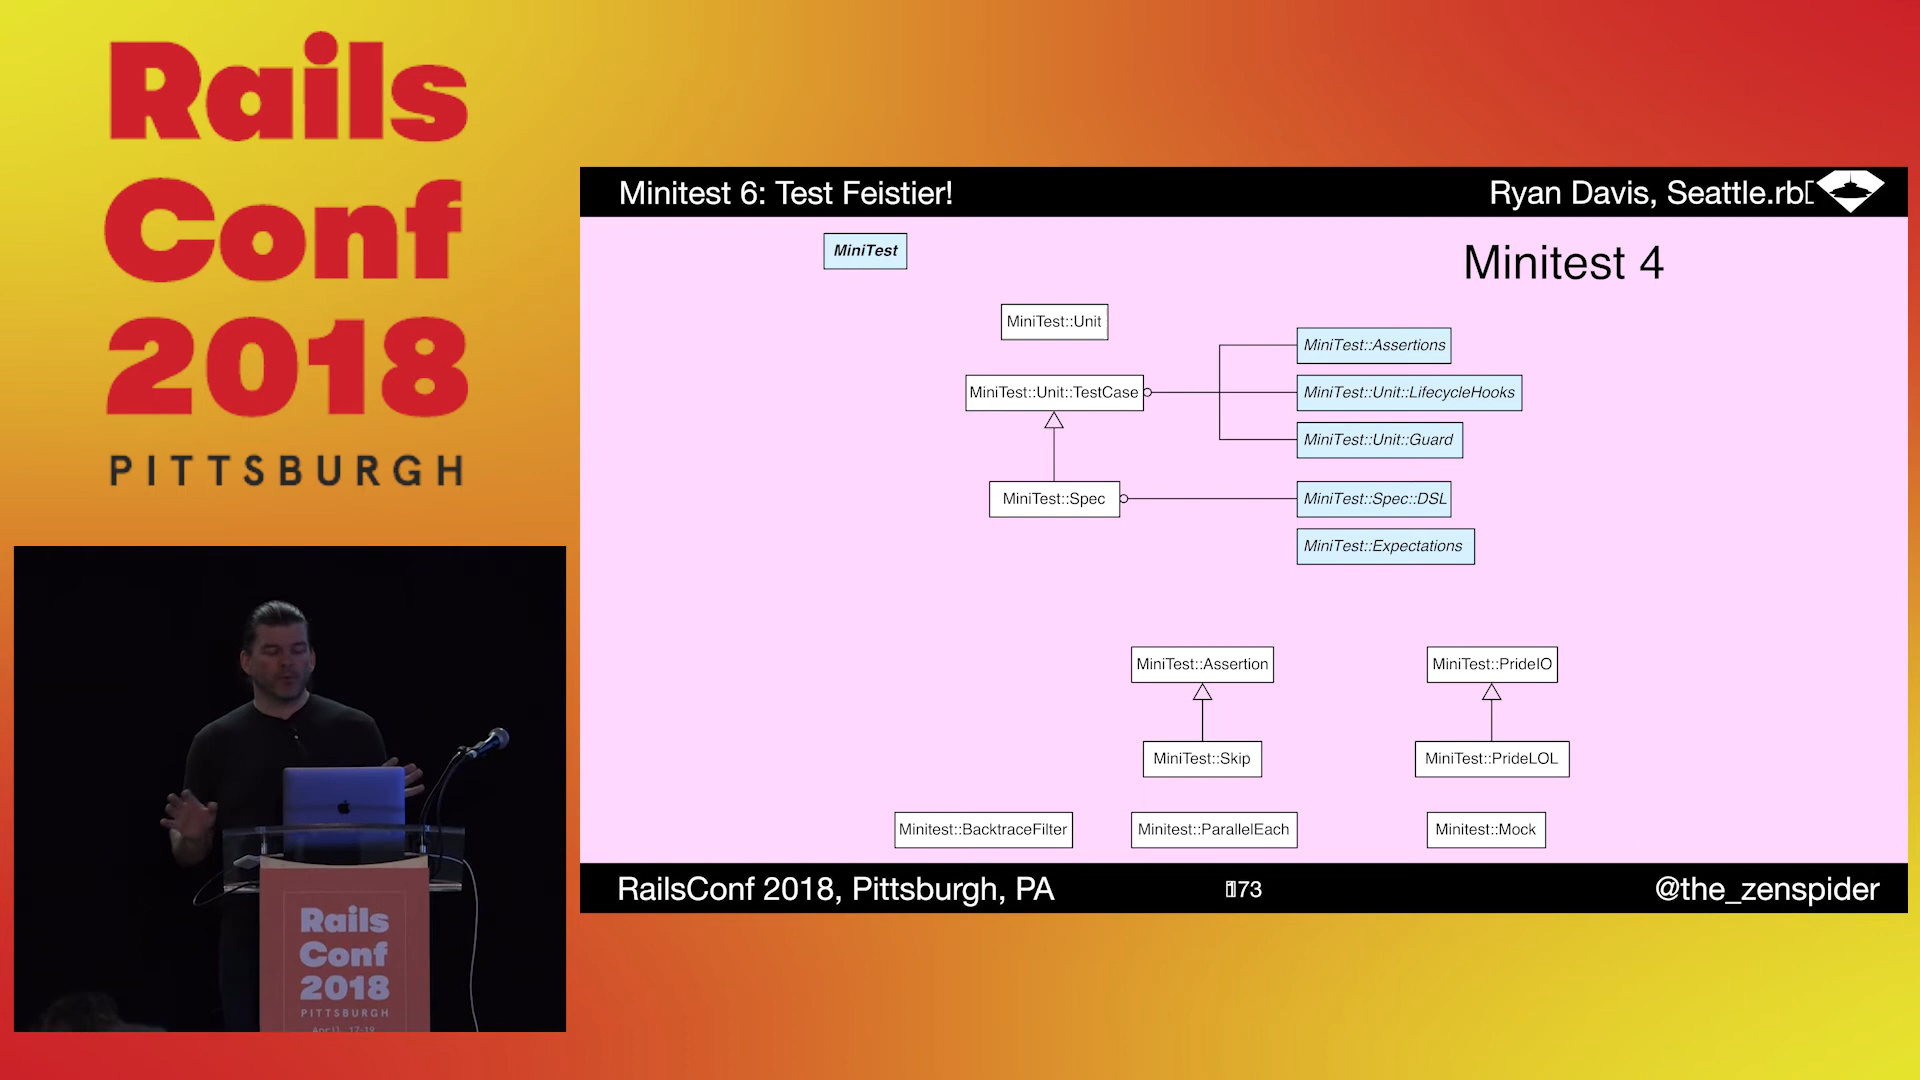 Rails
Conf
2018
PITTSBURGH
Minitest 6: Test Feistier!
Ryan Davis, Seattle.rb
MiniTest
Minitest 4
MiniTest::Unit
MiniTest::Assertions
MiniTest::Unit::TestCase
MiniTest::Unit::LifecycleHooks
MiniTest::Unit::Guard
MiniTest::Spec
MiniTest::Spec::DSL
MiniTest::Expectations
MiniTest::Assertion
MiniTest::PrideIO
MiniTest::Skip
MiniTest::PrideLOL
Minitest::BacktraceFilter
Minitest::ParallelEach
Minitest::Mock
RailsConf 2018, Pittsburgh, PA
73
@the_zenspider
Rails
Conf
2018
PITTSBURGH
April 17-19